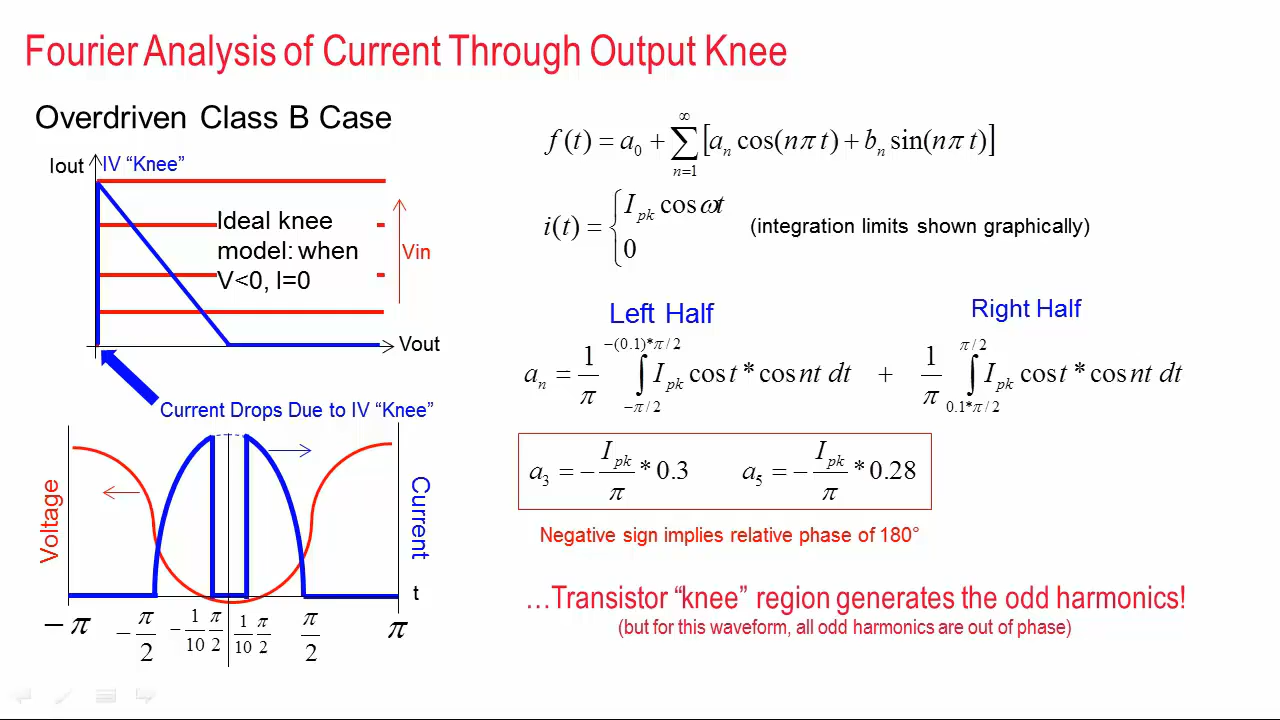 Fourier Analysis of Current Through Output Knee
Overdriven Class B Case
Iout
IV “Knee”
Ideal knee
model: when
V<0, I=0
Vin
Vout
Current Drops Due to IV “Knee”
Voltage
Current
t
−π
−π/2
−1/10 π/2
1/10 π/2
π/2
π
f(t) = a₀ + ∑_{n=1}^{∞} [aₙ cos(nπ t) + bₙ sin(nπ t)]
i(t) = { I_pk cos ωt
0
(integration limits shown graphically)
Left Half
Right Half
aₙ = 1/π ∫_{−π/2}^{−(0.1)*π/2} I_pk cos t * cos nt dt + 1/π ∫_{0.1*π/2}^{π/2} I_pk cos t * cos nt dt
a₃ = − I_pk/π * 0.3 a₅ = − I_pk/π * 0.28
Negative sign implies relative phase of 180°
…Transistor “knee” region generates the odd harmonics!
(but for this waveform, all odd harmonics are out of phase)